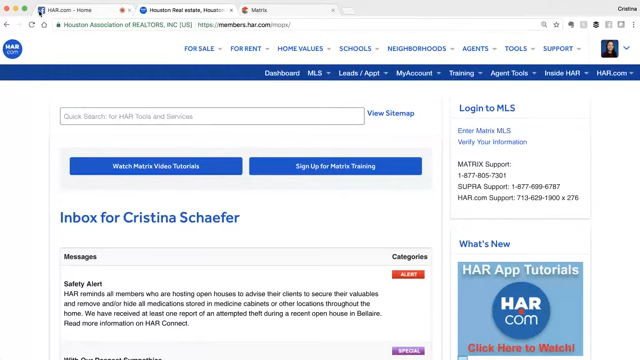 HAR.com - Home
Houston Real estate, Houston
Matrix
Cristina
Houston Association of REALTORS, INC [US]
https://members.har.com/mopx/
HAR
com
FOR SALE
FOR RENT
HOME VALUES
SCHOOLS
NEIGHBORHOODS
AGENTS
TOOLS
SUPPORT
Dashboard
MLS
Leads / Appt
MyAccount
Training
Agent Tools
Inside HAR
HAR.com
Quick Search: for HAR Tools and Services
View Sitemap
Watch Matrix Video Tutorials
Sign Up for Matrix Training
Inbox for Cristina Schaefer
Messages
Categories
ALERT
Safety Alert
HAR reminds all members who are hosting open houses to advise their clients to secure their valuables
and remove and/or hide all medications stored in medicine cabinets or other locations throughout the
home. We have received at least one report of an attempted theft during a recent open house in Bellaire.
Read more information on HAR Connect.
SPECIAL
With Our Deepest Sympathies
Login to MLS
Enter Matrix MLS
Verify Your Information
MATRIX Support:
1-877-805-7301
SUPRA Support: 1-877-699-6787
HAR.com Support: 713-629-1900 x 276
What's New
HAR App Tutorials
HAR
com
Click Here to Watch!